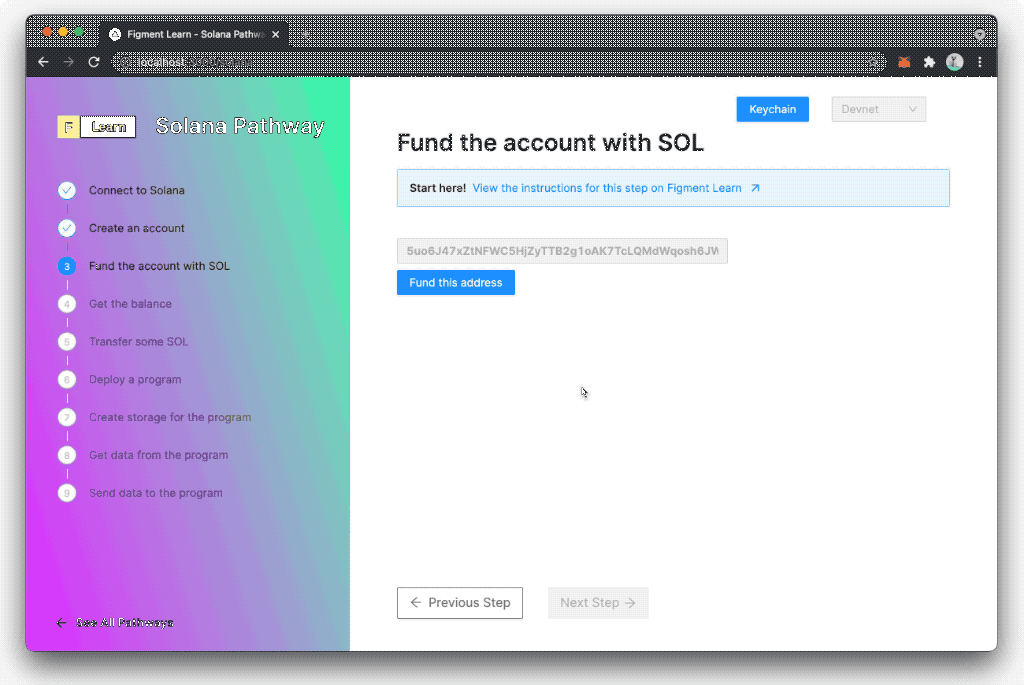 Figment Learn - Solana Pathwa
localhost
F Learn
Solana Pathway
Connect to Solana
Create an account
3 Fund the account with SOL
4 Get the balance
5 Transfer some SOL
6 Deploy a program
7 Create storage for the program
8 Get data from the program
9 Send data to the program
← See All Pathways
Keychain
Devnet
Fund the account with SOL
Start here! View the instructions for this step on Figment Learn
5uo6J47xZtNFWC5HjZyTTB2g1oAK7TcLQMdWqosh6JW
Fund this address
← Previous Step
Next Step →